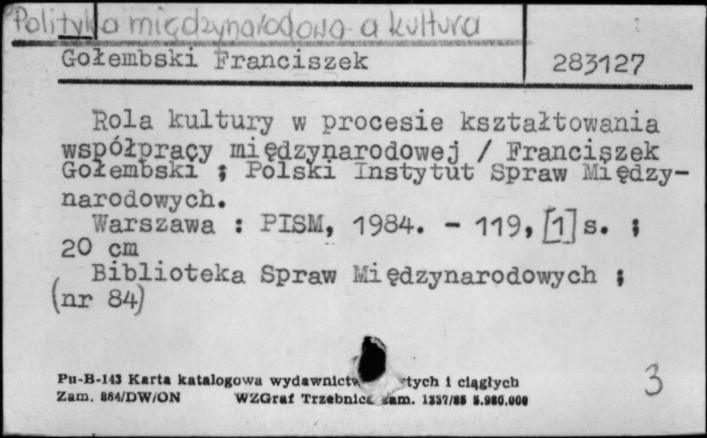 Polityka międzynarodowa a kultura
Gołembski Franciszek 283127
Rola kultury w procesie kształtowania
współpracy międzynarodowej / Franciszek
Gołembski ; Polski Instytut Spraw Między-
narodowych.
Warszawa : PISM, 1984. - 119, [1] s. ;
20 cm
Biblioteka Spraw Międzynarodowych ;
(nr 84)
Pu-B-143 Karta katalogowa wydawnictw tych i ciągłych
Zam. 884/DW/ON WZGraf Trzebnica zam. 1337/85 5.980.000
3